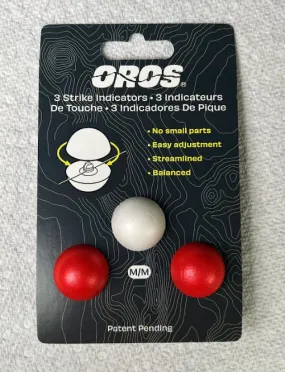 OROS®
3 Strike Indicators • 3 Indicateurs
De Touche • 3 Indicadores De Pique
• No small parts
• Easy adjustment
• Streamlined
• Balanced
M/M
Patent Pending